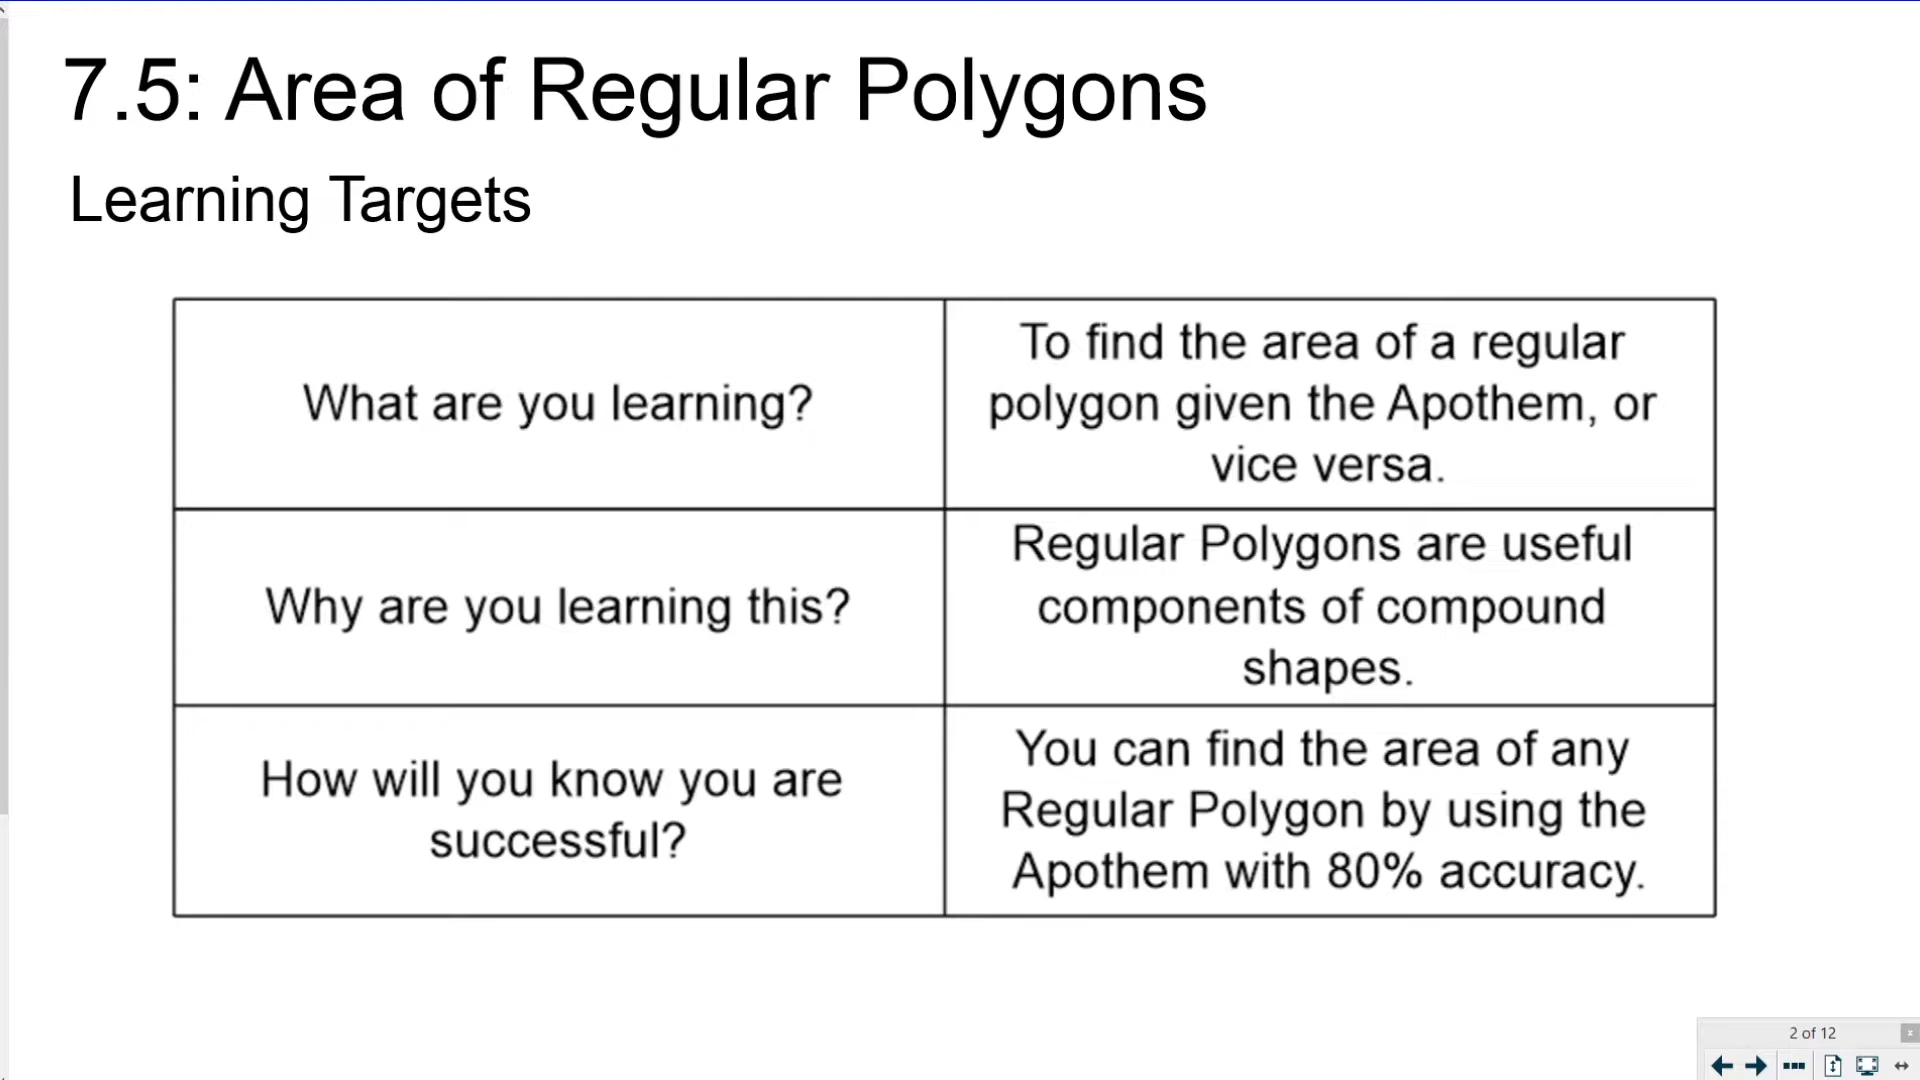 7.5: Area of Regular Polygons
Learning Targets
What are you learning?
To find the area of a regular
polygon given the Apothem, or
vice versa.
Why are you learning this?
Regular Polygons are useful
components of compound
shapes.
How will you know you are
successful?
You can find the area of any
Regular Polygon by using the
Apothem with 80% accuracy.
2 of 12